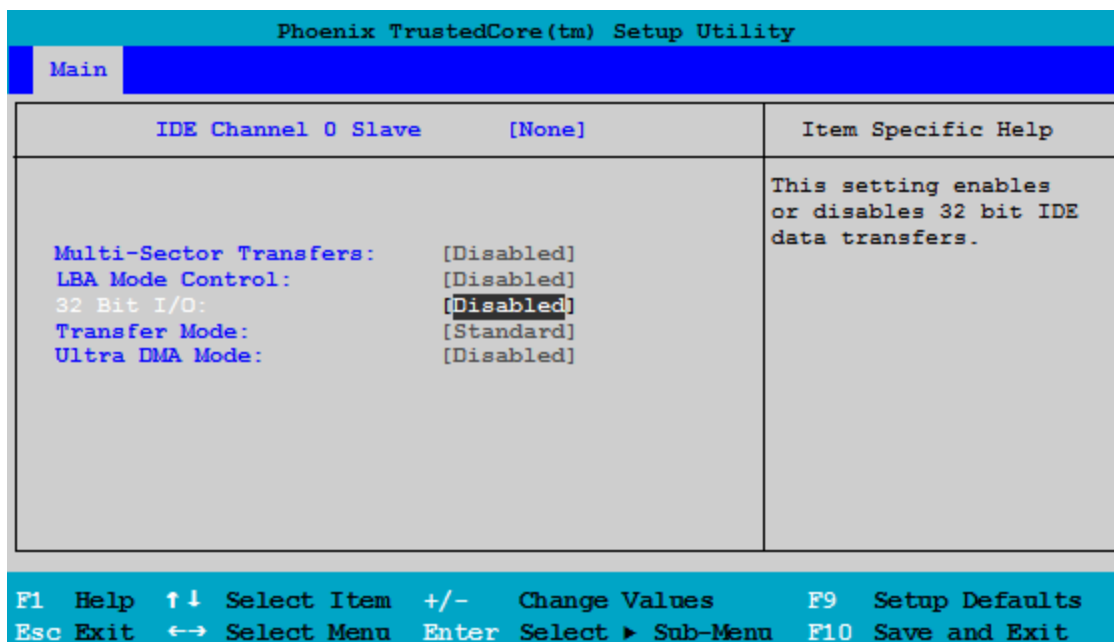 Phoenix TrustedCore(tm) Setup Utility
Main
IDE Channel 0 Slave [None]
Item Specific Help
Multi-Sector Transfers: [Disabled]
LBA Mode Control: [Disabled]
32 Bit I/O: [Disabled]
Transfer Mode: [Standard]
Ultra DMA Mode: [Disabled]
This setting enables
or disables 32 bit IDE
data transfers.
F1 Help ↑↓ Select Item +/- Change Values F9 Setup Defaults
Esc Exit ←→ Select Menu Enter Select ▶ Sub-Menu F10 Save and Exit